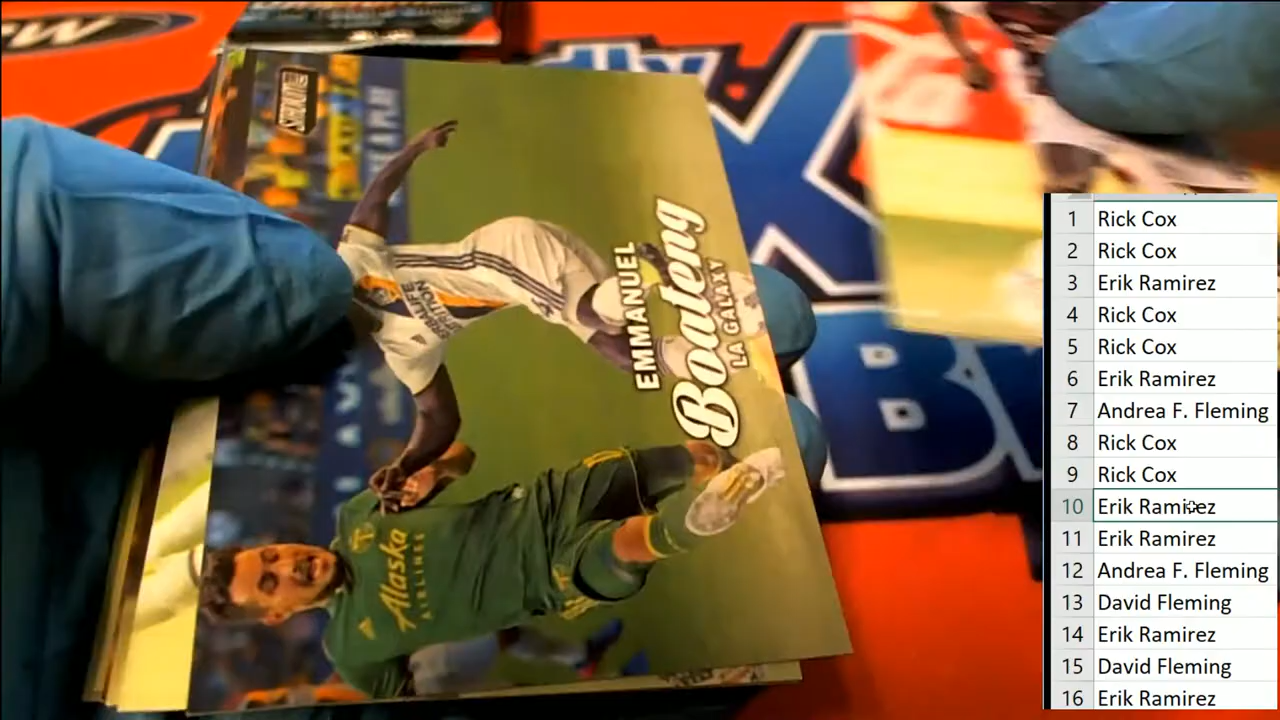 STADIUM
EMMANUEL
Boateng
LA GALAXY
Alaska
AIRLINES
1 Rick Cox
2 Rick Cox
3 Erik Ramirez
4 Rick Cox
5 Rick Cox
6 Erik Ramirez
7 Andrea F. Fleming
8 Rick Cox
9 Rick Cox
10 Erik Ramirez
11 Erik Ramirez
12 Andrea F. Fleming
13 David Fleming
14 Erik Ramirez
15 David Fleming
16 Erik Ramirez